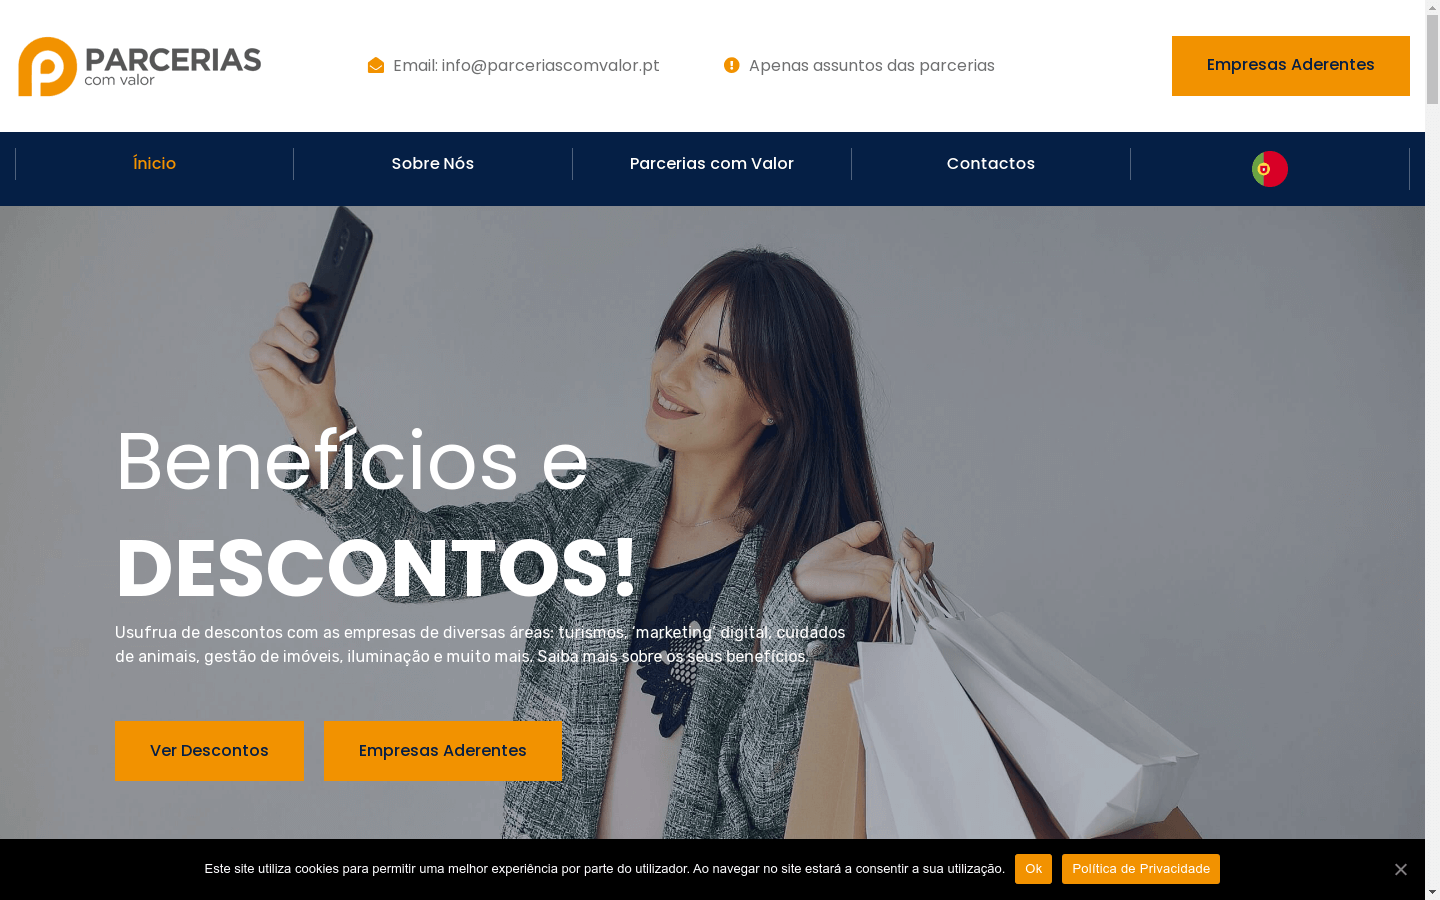 PARCERIAS
com valor
Email: info@parceriascomvalor.pt
Apenas assuntos das parcerias
Empresas Aderentes
Ínicio
Sobre Nós
Parcerias com Valor
Contactos
Benefícios e
DESCONTOS!
Usufrua de descontos com as empresas de diversas áreas: turismos, ‘marketing’ digital, cuidados
de animais, gestão de imóveis, iluminação e muito mais. Saiba mais sobre os seus benefícios.
Ver Descontos
Empresas Aderentes
Este site utiliza cookies para permitir uma melhor experiência por parte do utilizador. Ao navegar no site estará a consentir a sua utilização.
Ok
Política de Privacidade